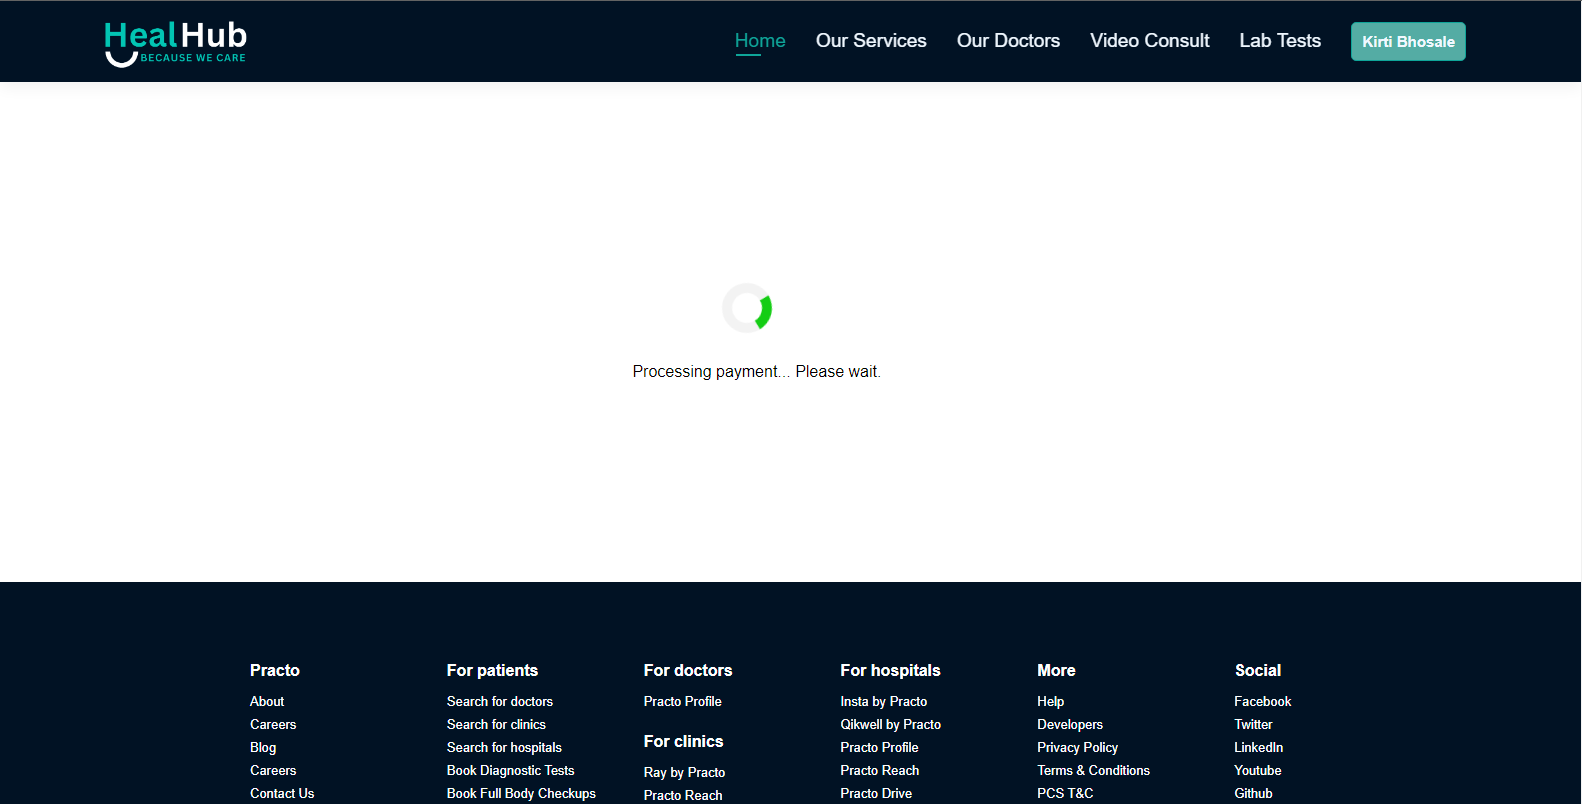 HealHub
BECAUSE WE CARE
Home
Our Services
Our Doctors
Video Consult
Lab Tests
Kirti Bhosale
Processing payment... Please wait.
Practo
About
Careers
Blog
Careers
Contact Us
For patients
Search for doctors
Search for clinics
Search for hospitals
Book Diagnostic Tests
Book Full Body Checkups
For doctors
Practo Profile
For clinics
Ray by Practo
Practo Reach
For hospitals
Insta by Practo
Qikwell by Practo
Practo Profile
Practo Reach
Practo Drive
More
Help
Developers
Privacy Policy
Terms & Conditions
PCS T&C
Social
Facebook
Twitter
LinkedIn
Youtube
Github